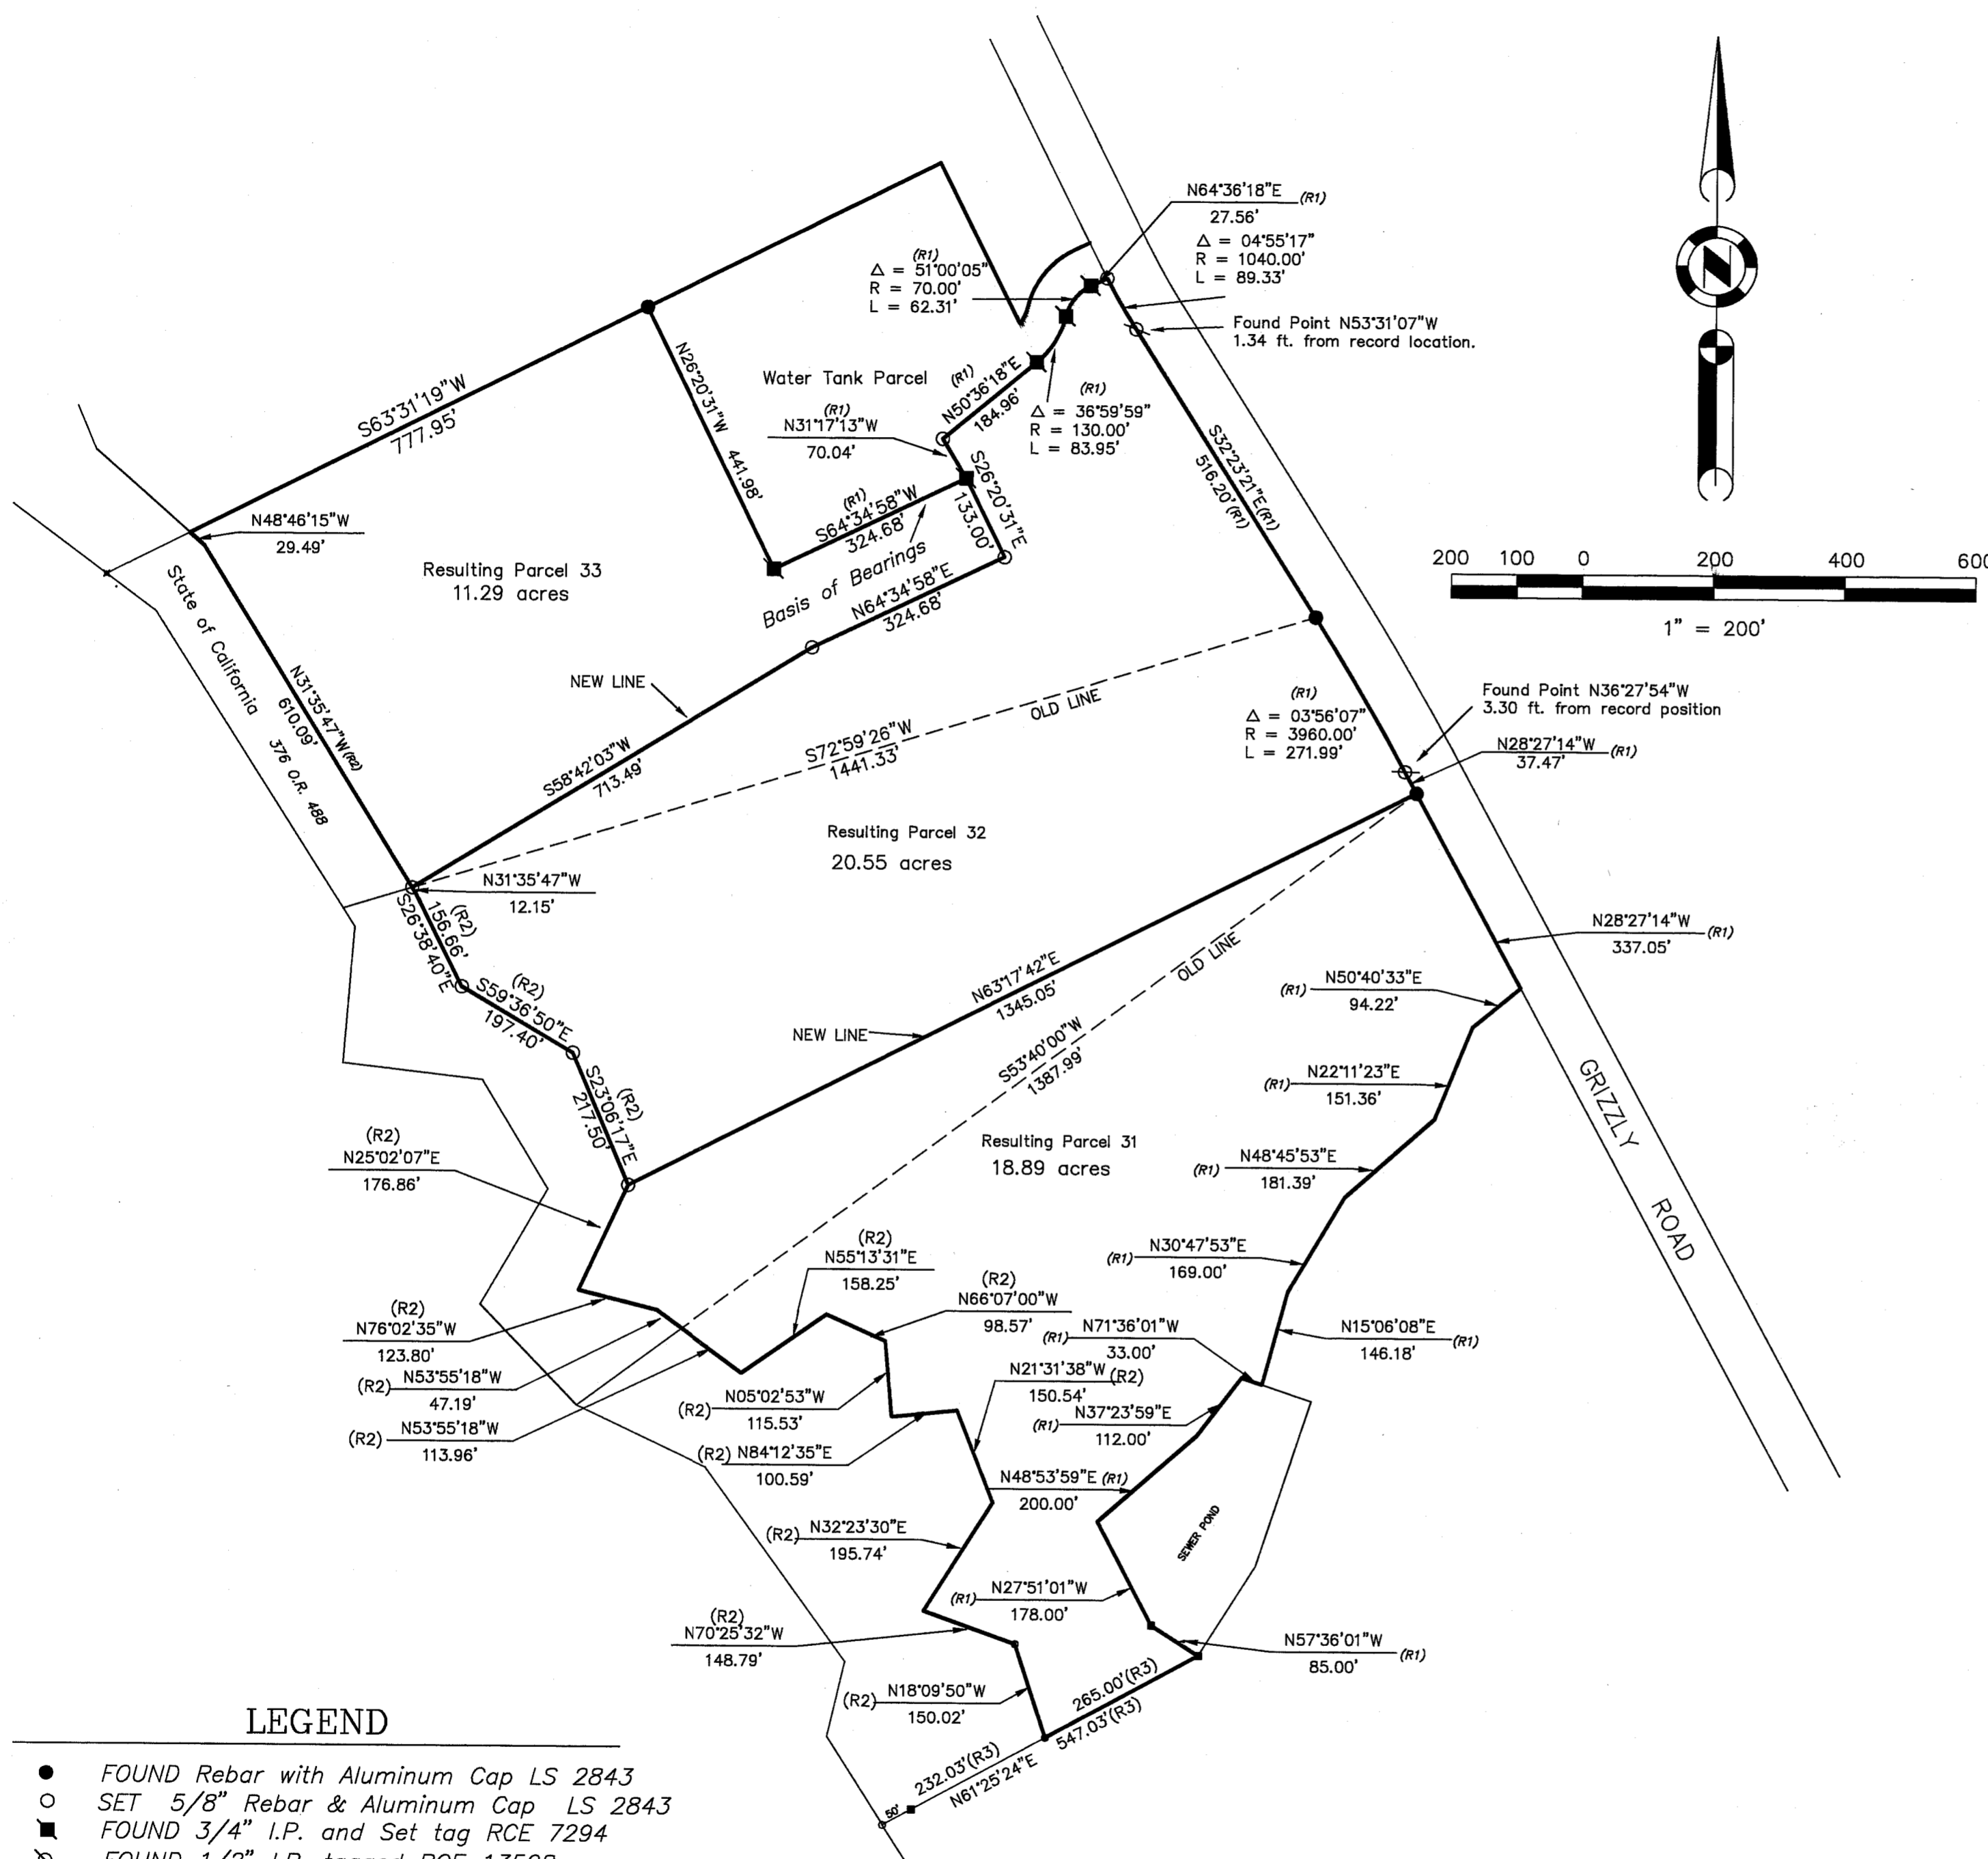 N64°36'18"E (R1)
27.56'
Δ = 04°55'17"
R = 1040.00'
L = 89.33'
(R1)
Δ = 51°00'05"
R = 70.00'
L = 62.31'
Found Point N53°31'07"W
1.34 ft. from record location.
N
N26°20'31"W 441.98'
Water Tank Parcel
(R1)
N50°36'18"E
184.96'
(R1)
Δ = 36°59'59"
R = 130.00'
L = 83.95'
(R1)
N31°17'13"W
70.04'
S63°31'19"W
777.95'
S32°23'21"E(R1)
516.20'(R1)
S26°20'31"E
133.00'
(R1)
S64°34'58"W
324.68'
Basis of Bearings
N64°34'58"E
324.68'
N48°46'15"W
29.49'
Resulting Parcel 33
11.29 acres
State of California 376 O.R. 488
200 100 0 200 400 600
1" = 200'
N31°35'47"W(R2)
610.09'
NEW LINE
S58°42'03"W
713.49'
S72°59'26"W
1441.33'
OLD LINE
(R1)
Δ = 03°56'07"
R = 3960.00'
L = 271.99'
Found Point N36°27'54"W
3.30 ft. from record position
N28°27'14"W (R1)
37.47'
Resulting Parcel 32
20.55 acres
N31°35'47"W
12.15'
(R2)
156.66'
S26°38'40"E
(R2)
S59°36'50"E
197.40'
(R2)
S23°06'17"E
217.50'
N28°27'14"W (R1)
337.05'
N63°17'42"E
1345.05'
NEW LINE
OLD LINE
S53°40'00"W
1387.99'
(R1) N50°40'33"E
94.22'
(R1) N22°11'23"E
151.36'
GRIZZLY ROAD
Resulting Parcel 31
18.89 acres
(R1) N48°45'53"E
181.39'
(R2)
N25°02'07"E
176.86'
(R1) N30°47'53"E
169.00'
(R2)
N55°13'31"E
158.25'
(R2)
N66°07'00"W
98.57'
(R2)
N76°02'35"W
123.80'
(R1) N71°36'01"W
33.00'
N15°06'08"E (R1)
146.18'
(R2) N53°55'18"W
47.19'
N21°31'38"W (R2)
150.54'
(R2) N05°02'53"W
115.53'
(R1) N37°23'59"E
112.00'
(R2) N53°55'18"W
113.96'
(R2) N84°12'35"E
100.59'
N48°53'59"E (R1)
200.00'
SEWER POND
(R2) N32°23'30"E
195.74'
(R1) N27°51'01"W
178.00'
(R2)
N70°25'32"W
148.79'
N57°36'01"W (R1)
85.00'
(R2) N18°09'50"W
150.02'
265.00'(R3)
547.03'(R3)
232.03'(R3)
N61°25'24"E
50'
LEGEND
FOUND Rebar with Aluminum Cap LS 2843
SET 5/8" Rebar & Aluminum Cap LS 2843
FOUND 3/4" I.P. and Set tag RCE 7294
FOUND 1/2" I.P. tagged RCE